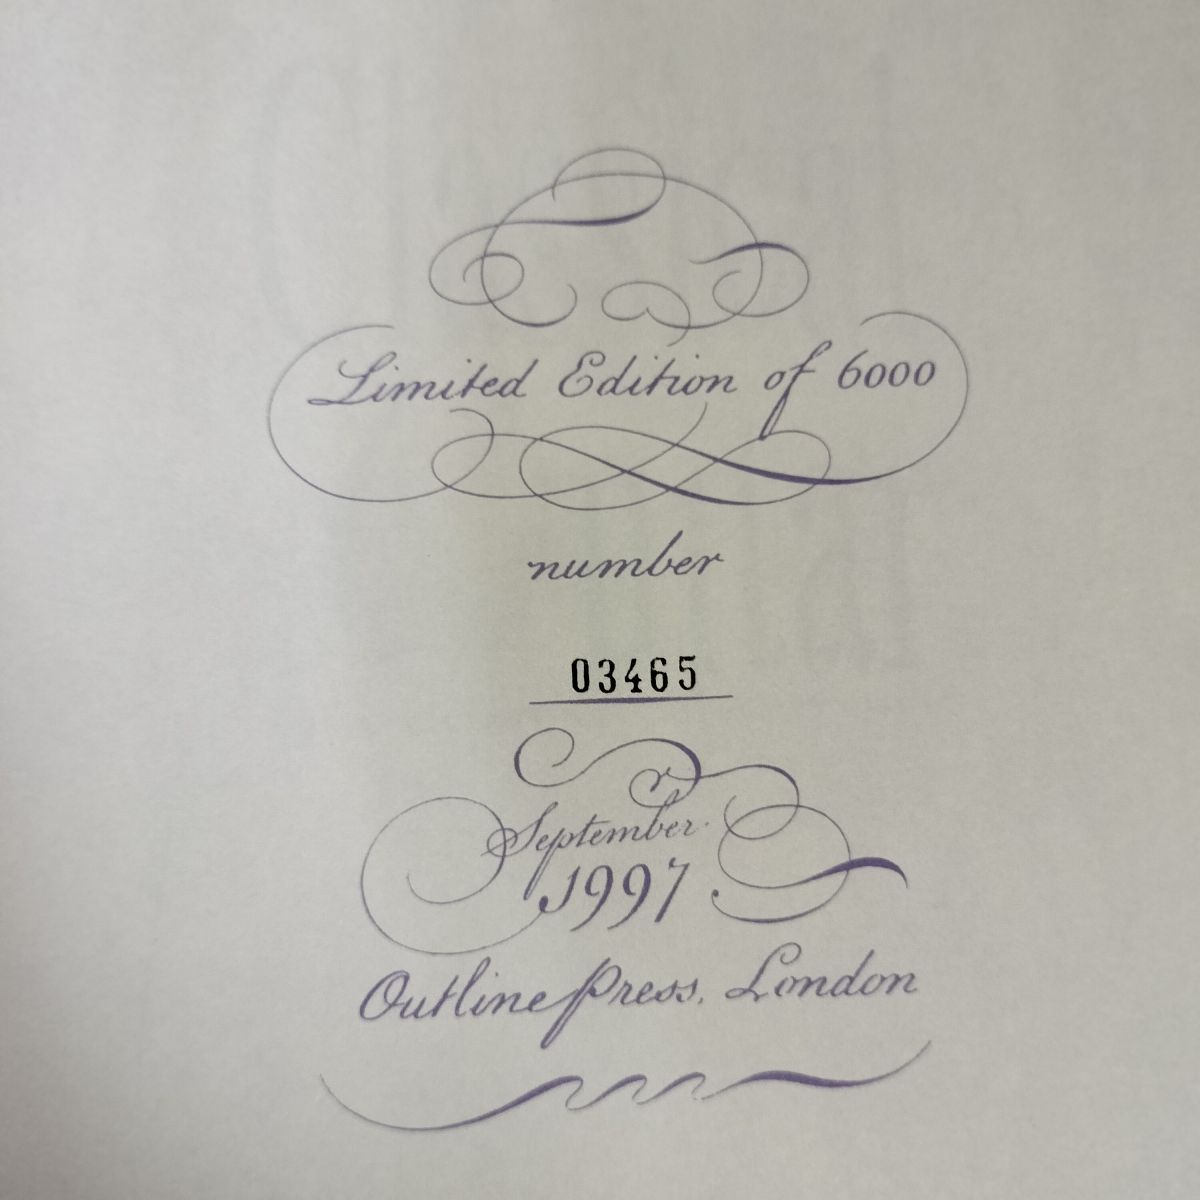 Limited Edition of 6000
number
03465
September
1997
Outline Press, London